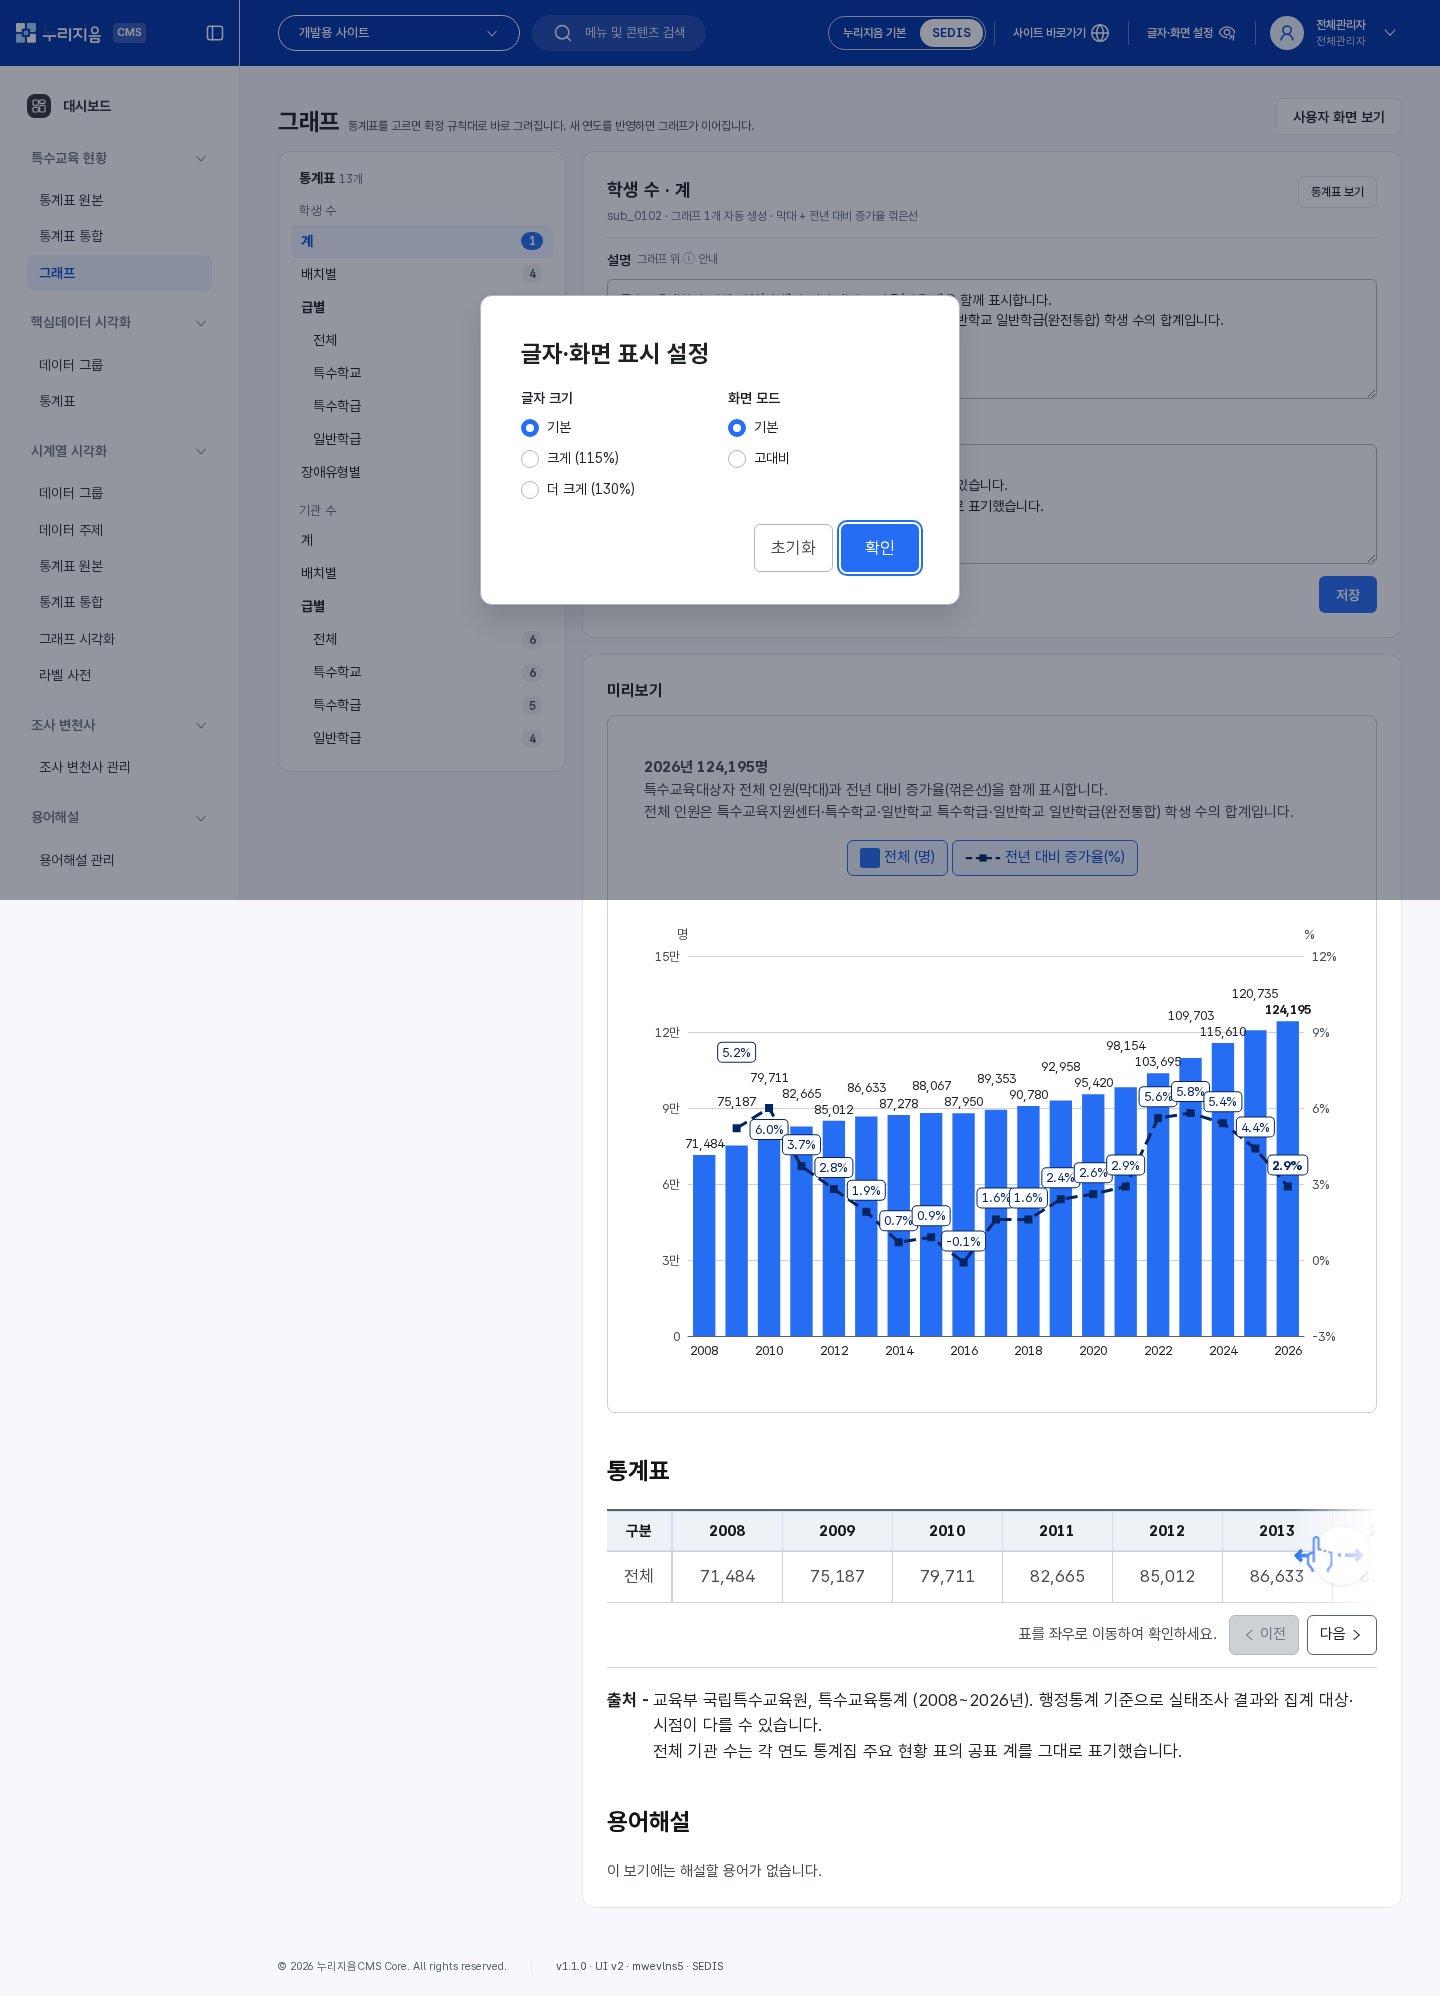 누리지음 CMS
개발용 사이트
메뉴 및 콘텐츠 검색
누리지음 기본
SEDIS
사이트 바로가기
글자·화면 설정
전체관리자
전체관리자
대시보드
특수교육 현황
통계표 원본
통계표 통합
그래프
핵심데이터 시각화
데이터 그룹
통계표
시계열 시각화
데이터 그룹
데이터 주제
통계표 원본
통계표 통합
그래프 시각화
라벨 사전
조사 변천사
조사 변천사 관리
용어해설
용어해설 관리
그래프 통계표를 고르면 확정 규칙대로 바로 그려집니다. 새 연도를 반영하면 그래프가 이어집니다.
사용자 화면 보기
통계표 13개
학생 수
계 1
배치별 4
급별
전체
특수학교
특수학급
일반학급
장애유형별
기관 수
계
배치별
급별
전체 6
특수학교 6
특수학급 5
일반학급 4
학생 수 · 계
통계표 보기
sub_0102 · 그래프 1개 자동 생성 · 막대 + 전년 대비 증가율 꺾은선
설명 그래프 위 ⓘ 안내
함께 표시합니다.
반학교 일반학급(완전통합) 학생 수의 합계입니다.
있습니다.
로 표기했습니다.
저장
글자·화면 표시 설정
글자 크기
기본
크게 (115%)
더 크게 (130%)
화면 모드
기본
고대비
초기화
확인
미리보기
2026년 124,195명
특수교육대상자 전체 인원(막대)과 전년 대비 증가율(꺾은선)을 함께 표시합니다.
전체 인원은 특수교육지원센터·특수학교·일반학교 특수학급·일반학교 일반학급(완전통합) 학생 수의 합계입니다.
전체 (명)
전년 대비 증가율(%)
명 %
15만 12%
12만 9%
9만 6%
6만 3%
3만 0%
0 -3%
71,484
75,187
79,711
82,665
85,012
86,633
87,278
88,067
87,950
89,353
90,780
92,958
95,420
98,154
103,695
109,703
115,610
120,735
124,195
5.2%
6.0%
3.7%
2.8%
1.9%
0.7%
0.9%
-0.1%
1.6%
1.6%
2.4%
2.6%
2.9%
5.6%
5.8%
5.4%
4.4%
2.9%
2008 2010 2012 2014 2016 2018 2020 2022 2024 2026
통계표
구분 2008 2009 2010 2011 2012 2013
전체 71,484 75,187 79,711 82,665 85,012 86,633
표를 좌우로 이동하여 확인하세요.
이전
다음
출처 - 교육부 국립특수교육원, 특수교육통계 (2008~2026년). 행정통계 기준으로 실태조사 결과와 집계 대상·
시점이 다를 수 있습니다.
전체 기관 수는 각 연도 통계집 주요 현황 표의 공표 계를 그대로 표기했습니다.
용어해설
이 보기에는 해설할 용어가 없습니다.
© 2026 누리지음CMS Core. All rights reserved.
v1.1.0 · UI v2 · mwevlns5 · SEDIS